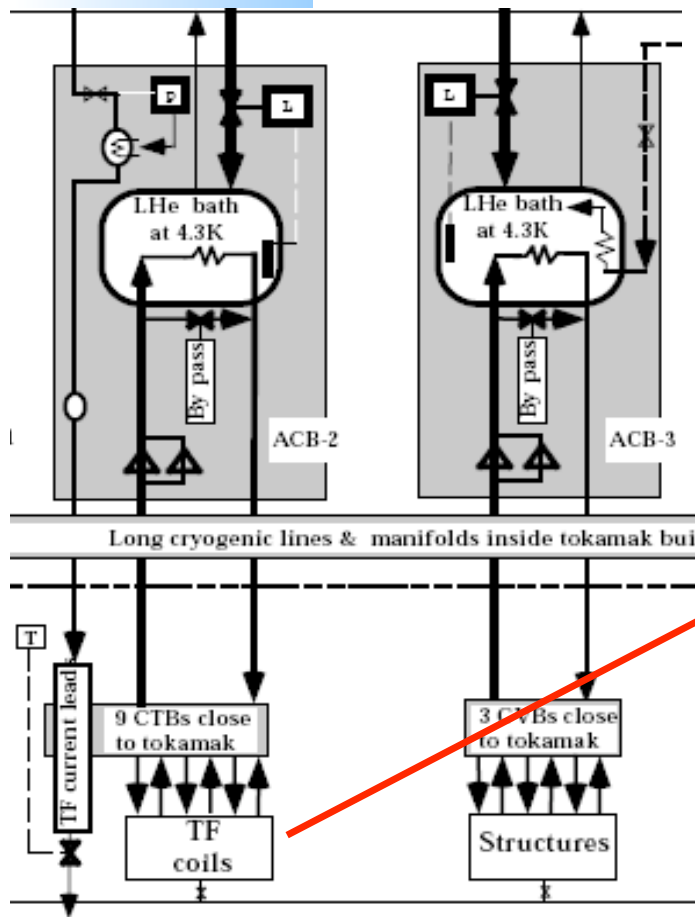 P
L
L
LHe bath
at 4.3K
LHe bath
at 4.3K
By pass
By pass
ACB-2
ACB-3
Long cryogenic lines & manifolds inside tokamak bui
T
TF current leads
9 CTBs close
to tokamak
3 CVBs close
to tokamak
TF
coils
Structures